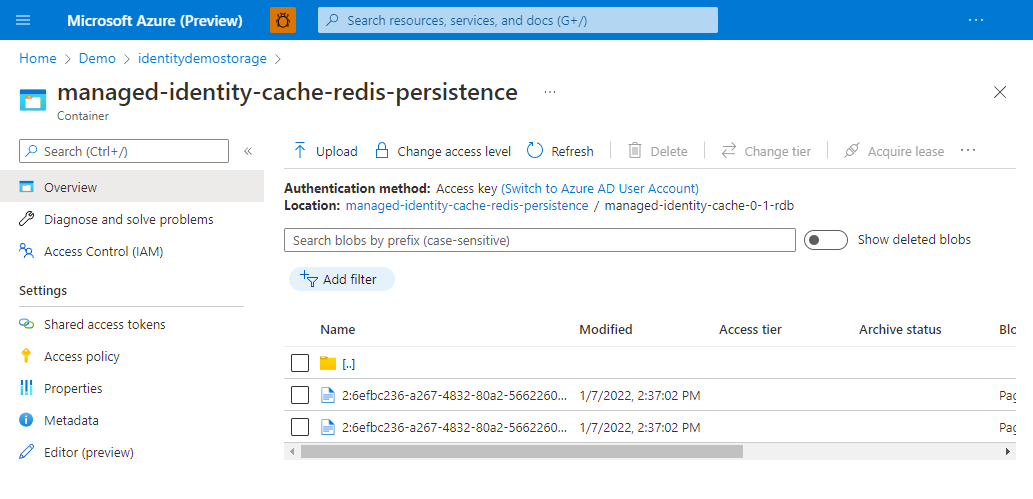 Microsoft Azure (Preview)
Search resources, services, and docs (G+/)
Home > Demo > identitydemostorage >
managed-identity-cache-redis-persistence
Container
Search (Ctrl+/)
Overview
Diagnose and solve problems
Access Control (IAM)
Settings
Shared access tokens
Access policy
Properties
Metadata
Editor (preview)
Upload Change access level Refresh Delete Change tier Acquire lease
Authentication method: Access key (Switch to Azure AD User Account)
Location: managed-identity-cache-redis-persistence / managed-identity-cache-0-1-rdb
Search blobs by prefix (case-sensitive)
Show deleted blobs
Add filter
Name Modified Access tier Archive status Blo
[..]
2:6efbc236-a267-4832-80a2-5662260... 1/7/2022, 2:37:02 PM Pag
2:6efbc236-a267-4832-80a2-5662260... 1/7/2022, 2:37:02 PM Pag